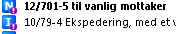 N 12/701-5 til vanlig mottaker
T 10/79-4 Ekspedering, med et